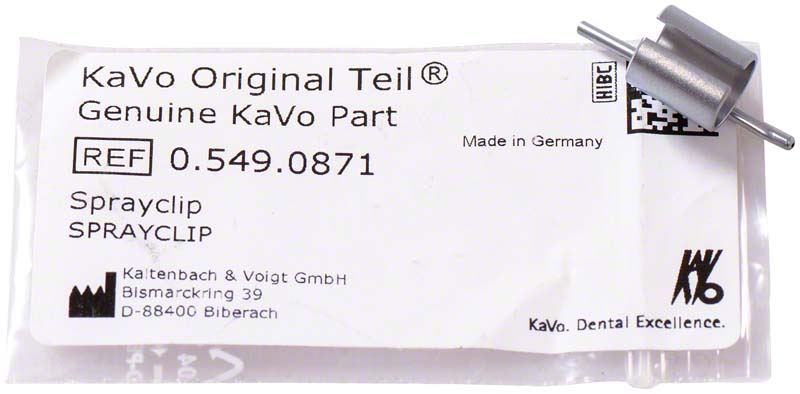 KaVo Original Teil®
Genuine KaVo Part
REF 0.549.0871
HIBC
Made in Germany
Sprayclip
SPRAYCLIP
Kaltenbach & Voigt GmbH
Bismarckring 39
D-88400 Biberach
KaVo
KaVo. Dental Excellence.